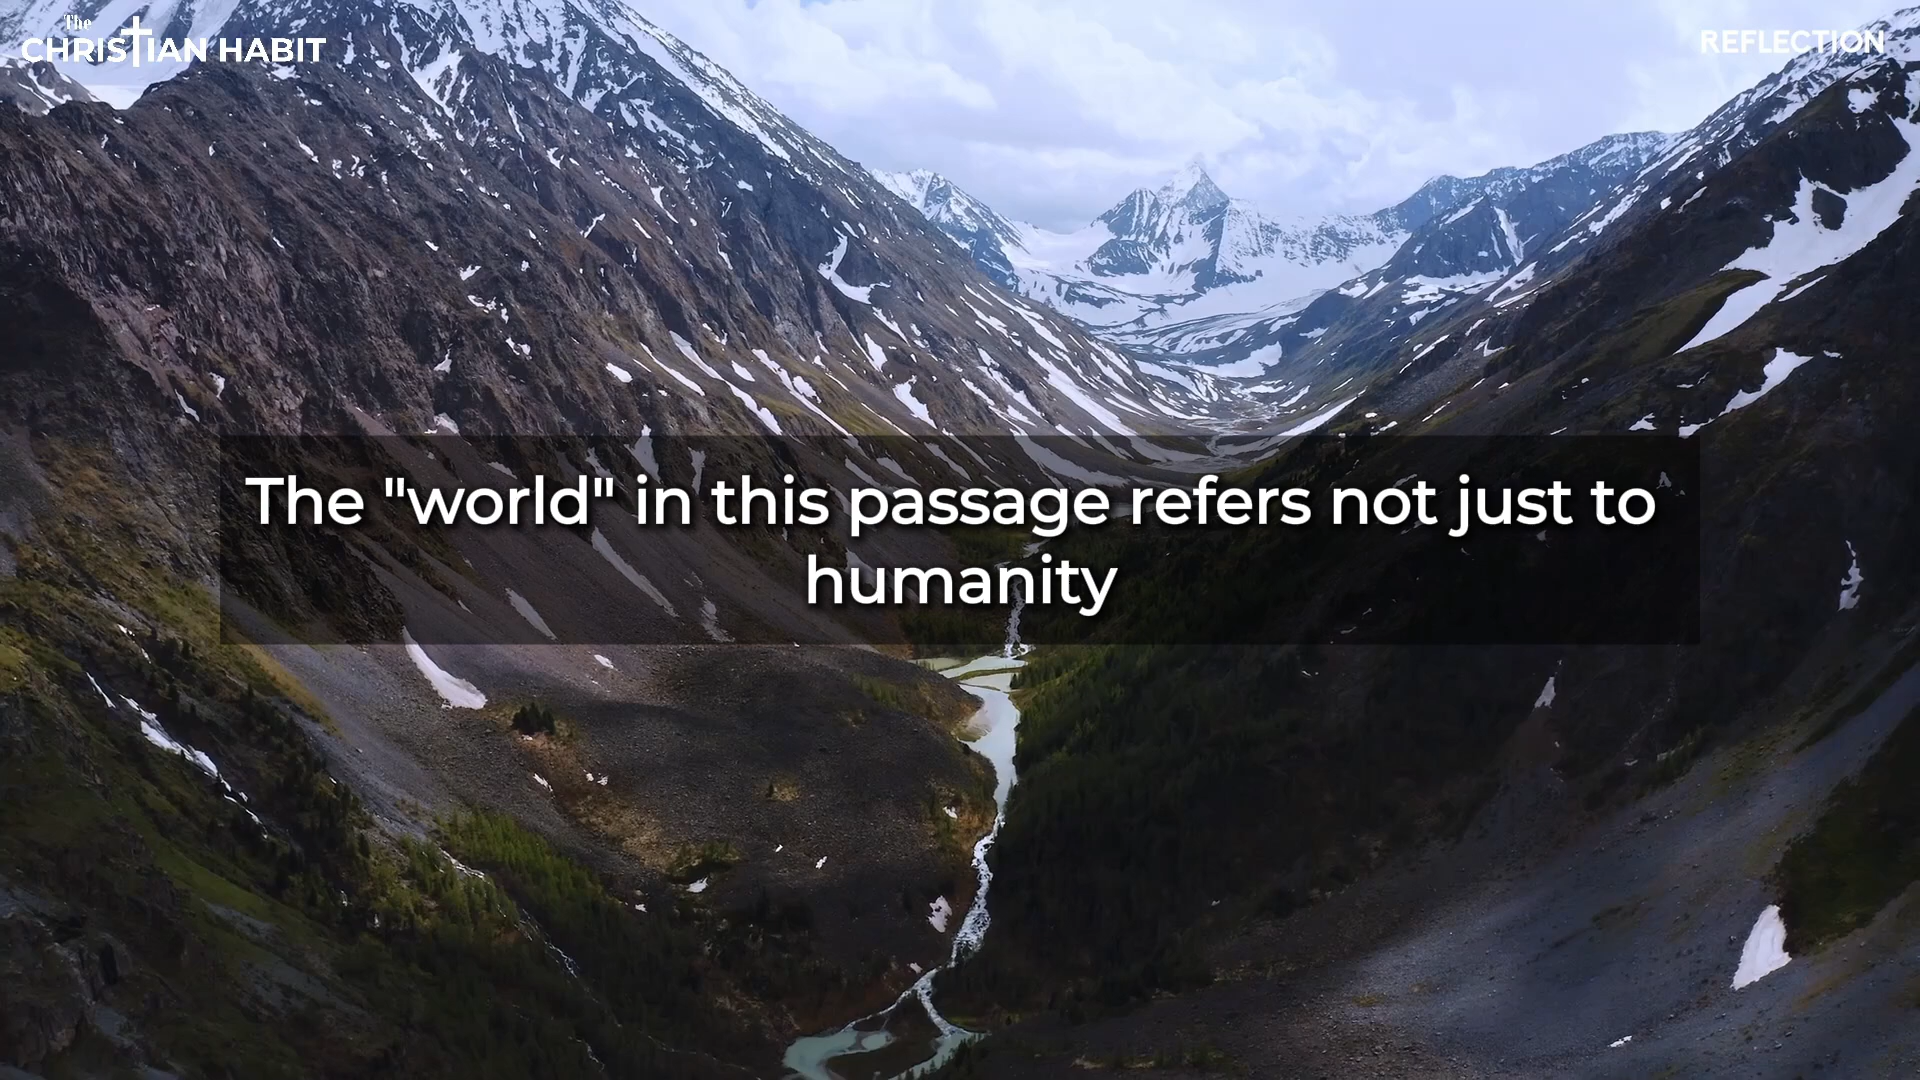 The
CHRISTIAN HABIT
REFLECTION
The "world" in this passage refers not just to
humanity